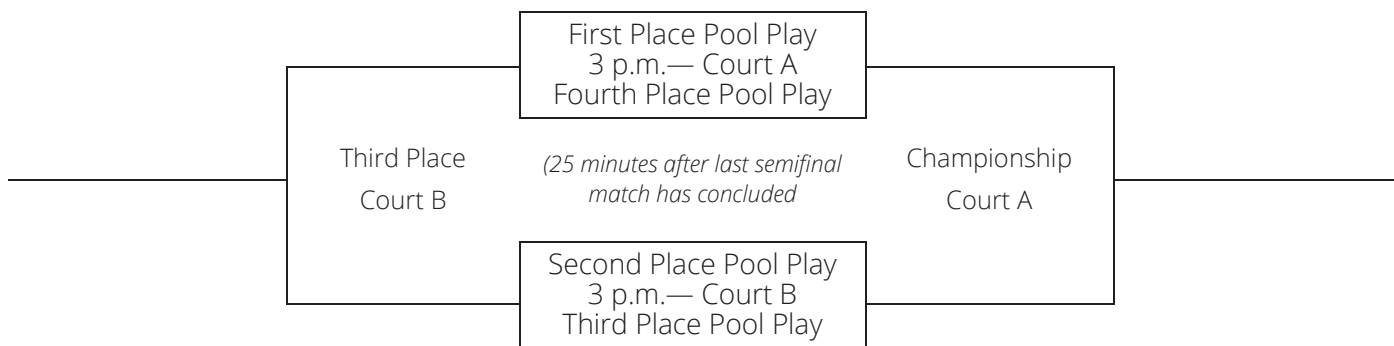 First Place Pool Play
3 p.m.— Court A
Fourth Place Pool Play
Third Place
Court B
(25 minutes after last semifinal
match has concluded
Championship
Court A
Second Place Pool Play
3 p.m.— Court B
Third Place Pool Play